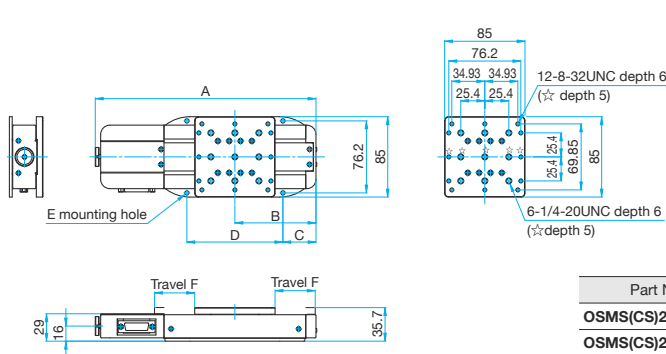 A
76.2
85
E mounting hole
B
D
C
85
76.2
34.93 34.93
25.4 25.4
12-8-32UNC depth 6
(☆ depth 5)
25.4
25.4
69.85
85
6-1/4-20UNC depth 6
(☆depth 5)
Travel F
Travel F
29
16
35.7
Part
OSMS(CS)2
OSMS(CS)2